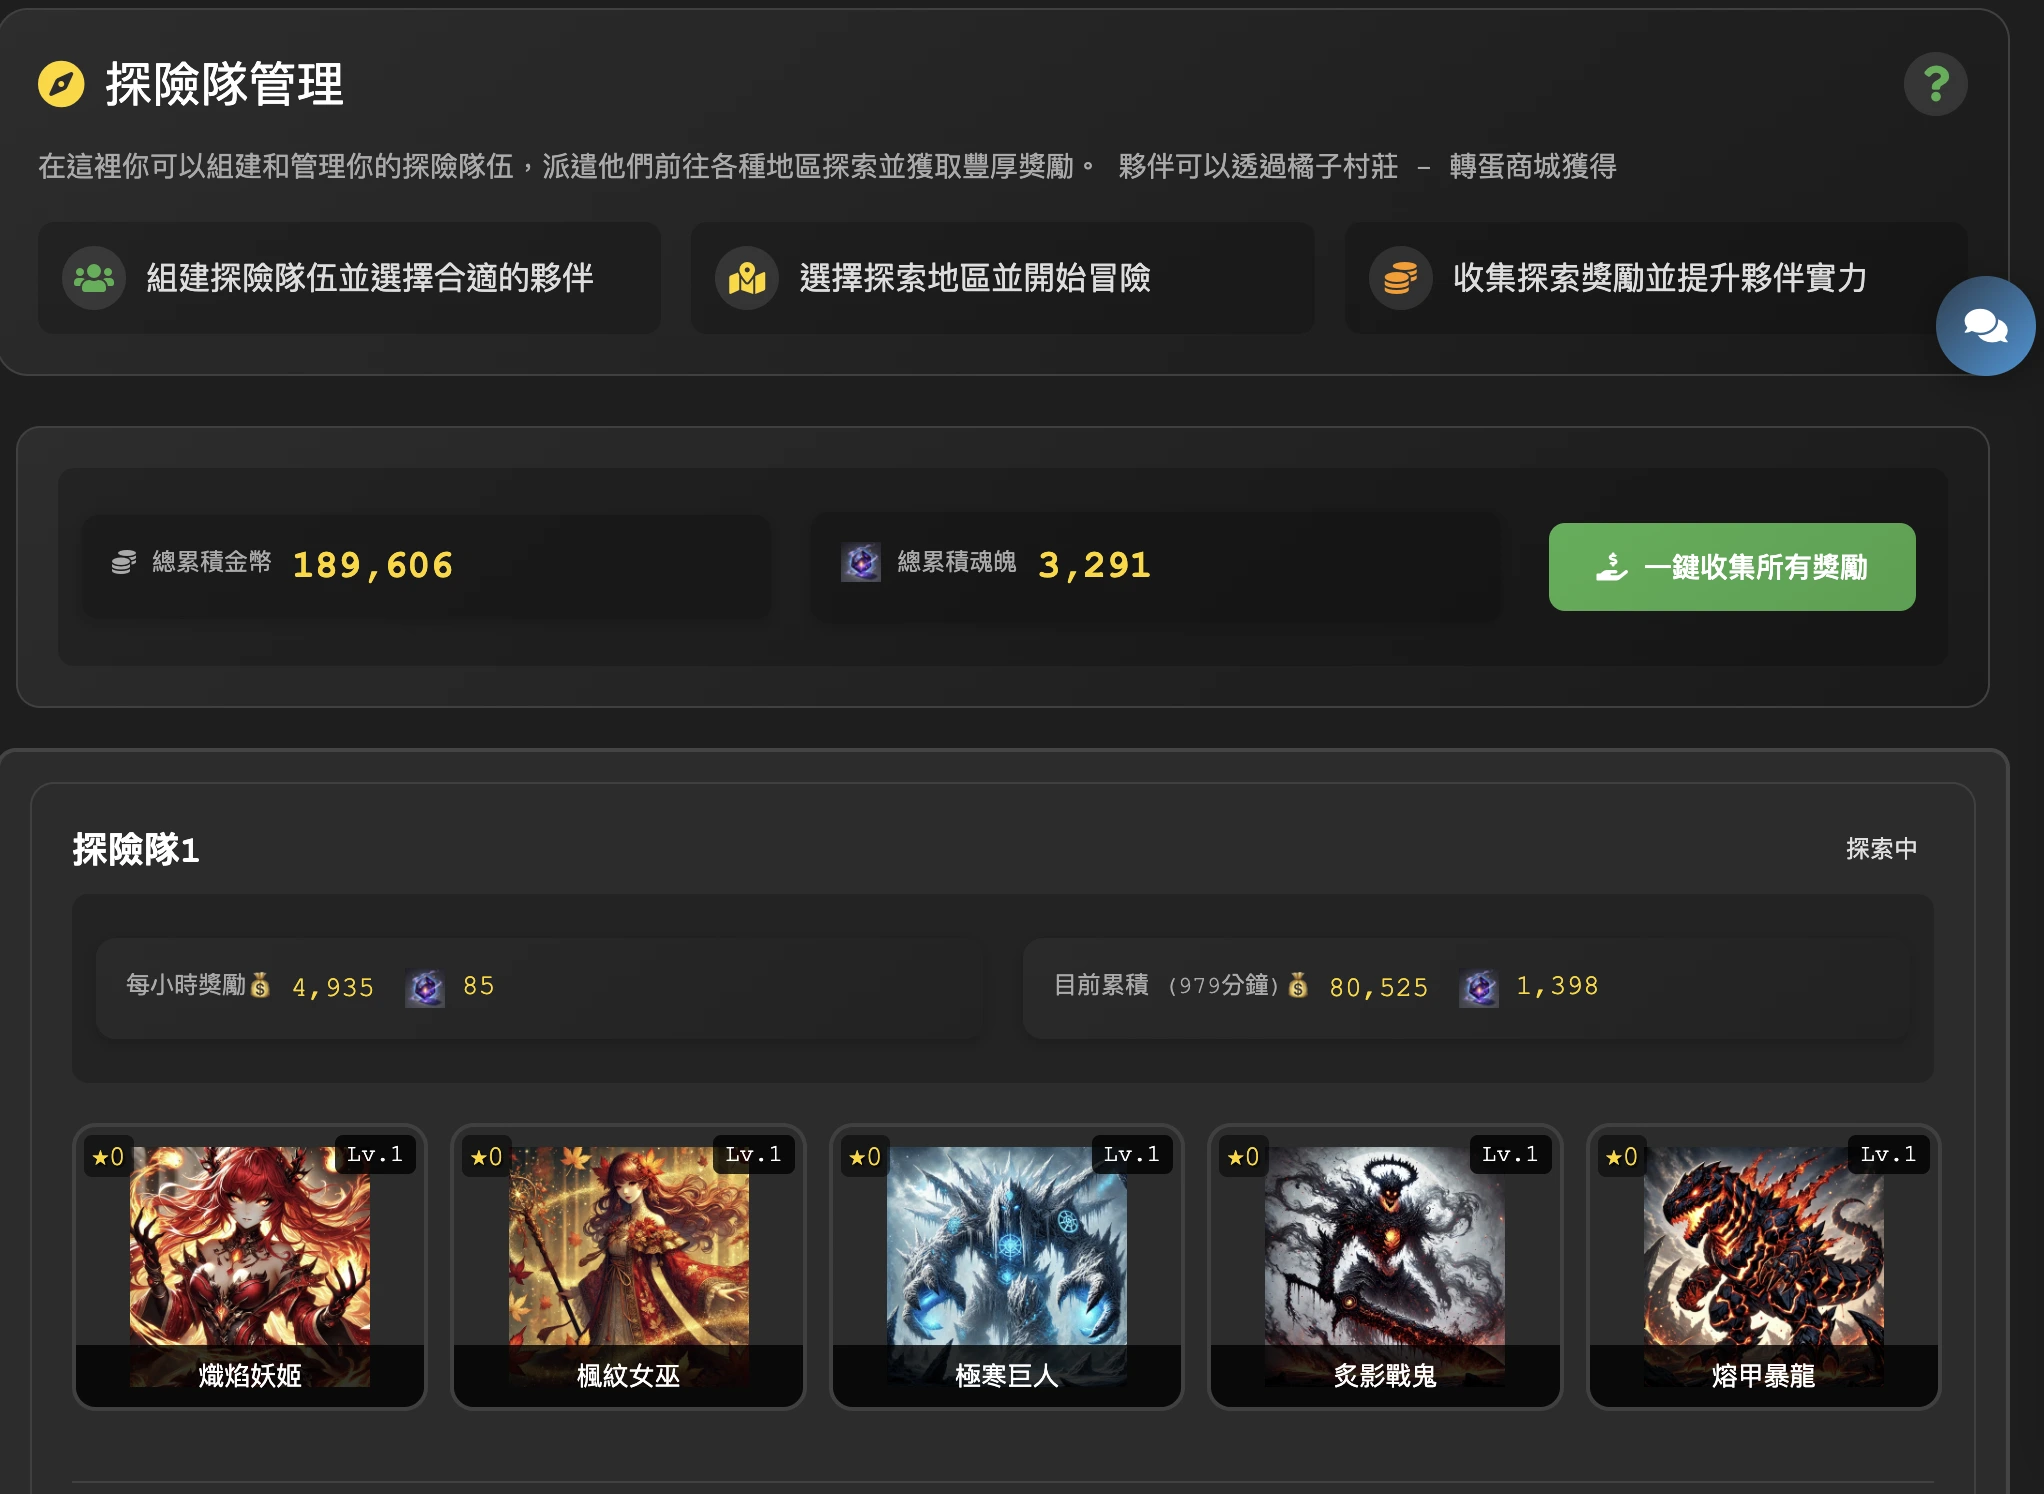 探險隊管理
在這裡你可以組建和管理你的探險隊伍，派遣他們前往各種地區探索並獲取豐厚獎勵。 夥伴可以透過橘子村莊 - 轉蛋商城獲得
組建探險隊伍並選擇合適的夥伴
選擇探索地區並開始冒險
收集探索獎勵並提升夥伴實力
總累積金幣 189,606
總累積魂魄 3,291
一鍵收集所有獎勵
探險隊1
探索中
每小時獎勵 4,935 85
目前累積 (979分鐘) 80,525 1,398
★0 Lv.1
熾焰妖姬
★0 Lv.1
楓紋女巫
★0 Lv.1
極寒巨人
★0 Lv.1
炙影戰鬼
★0 Lv.1
熔甲暴龍